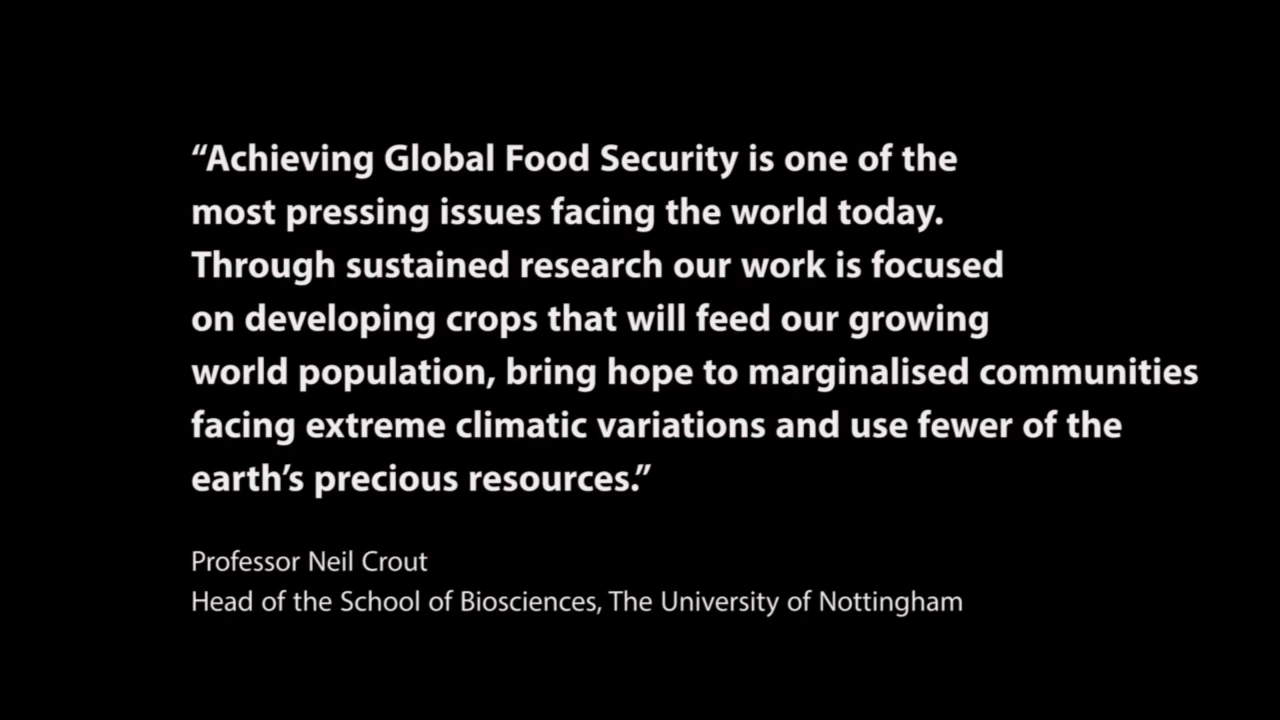 “Achieving Global Food Security is one of the
most pressing issues facing the world today.
Through sustained research our work is focused
on developing crops that will feed our growing
world population, bring hope to marginalised communities
facing extreme climatic variations and use fewer of the
earth’s precious resources.”
Professor Neil Crout
Head of the School of Biosciences, The University of Nottingham